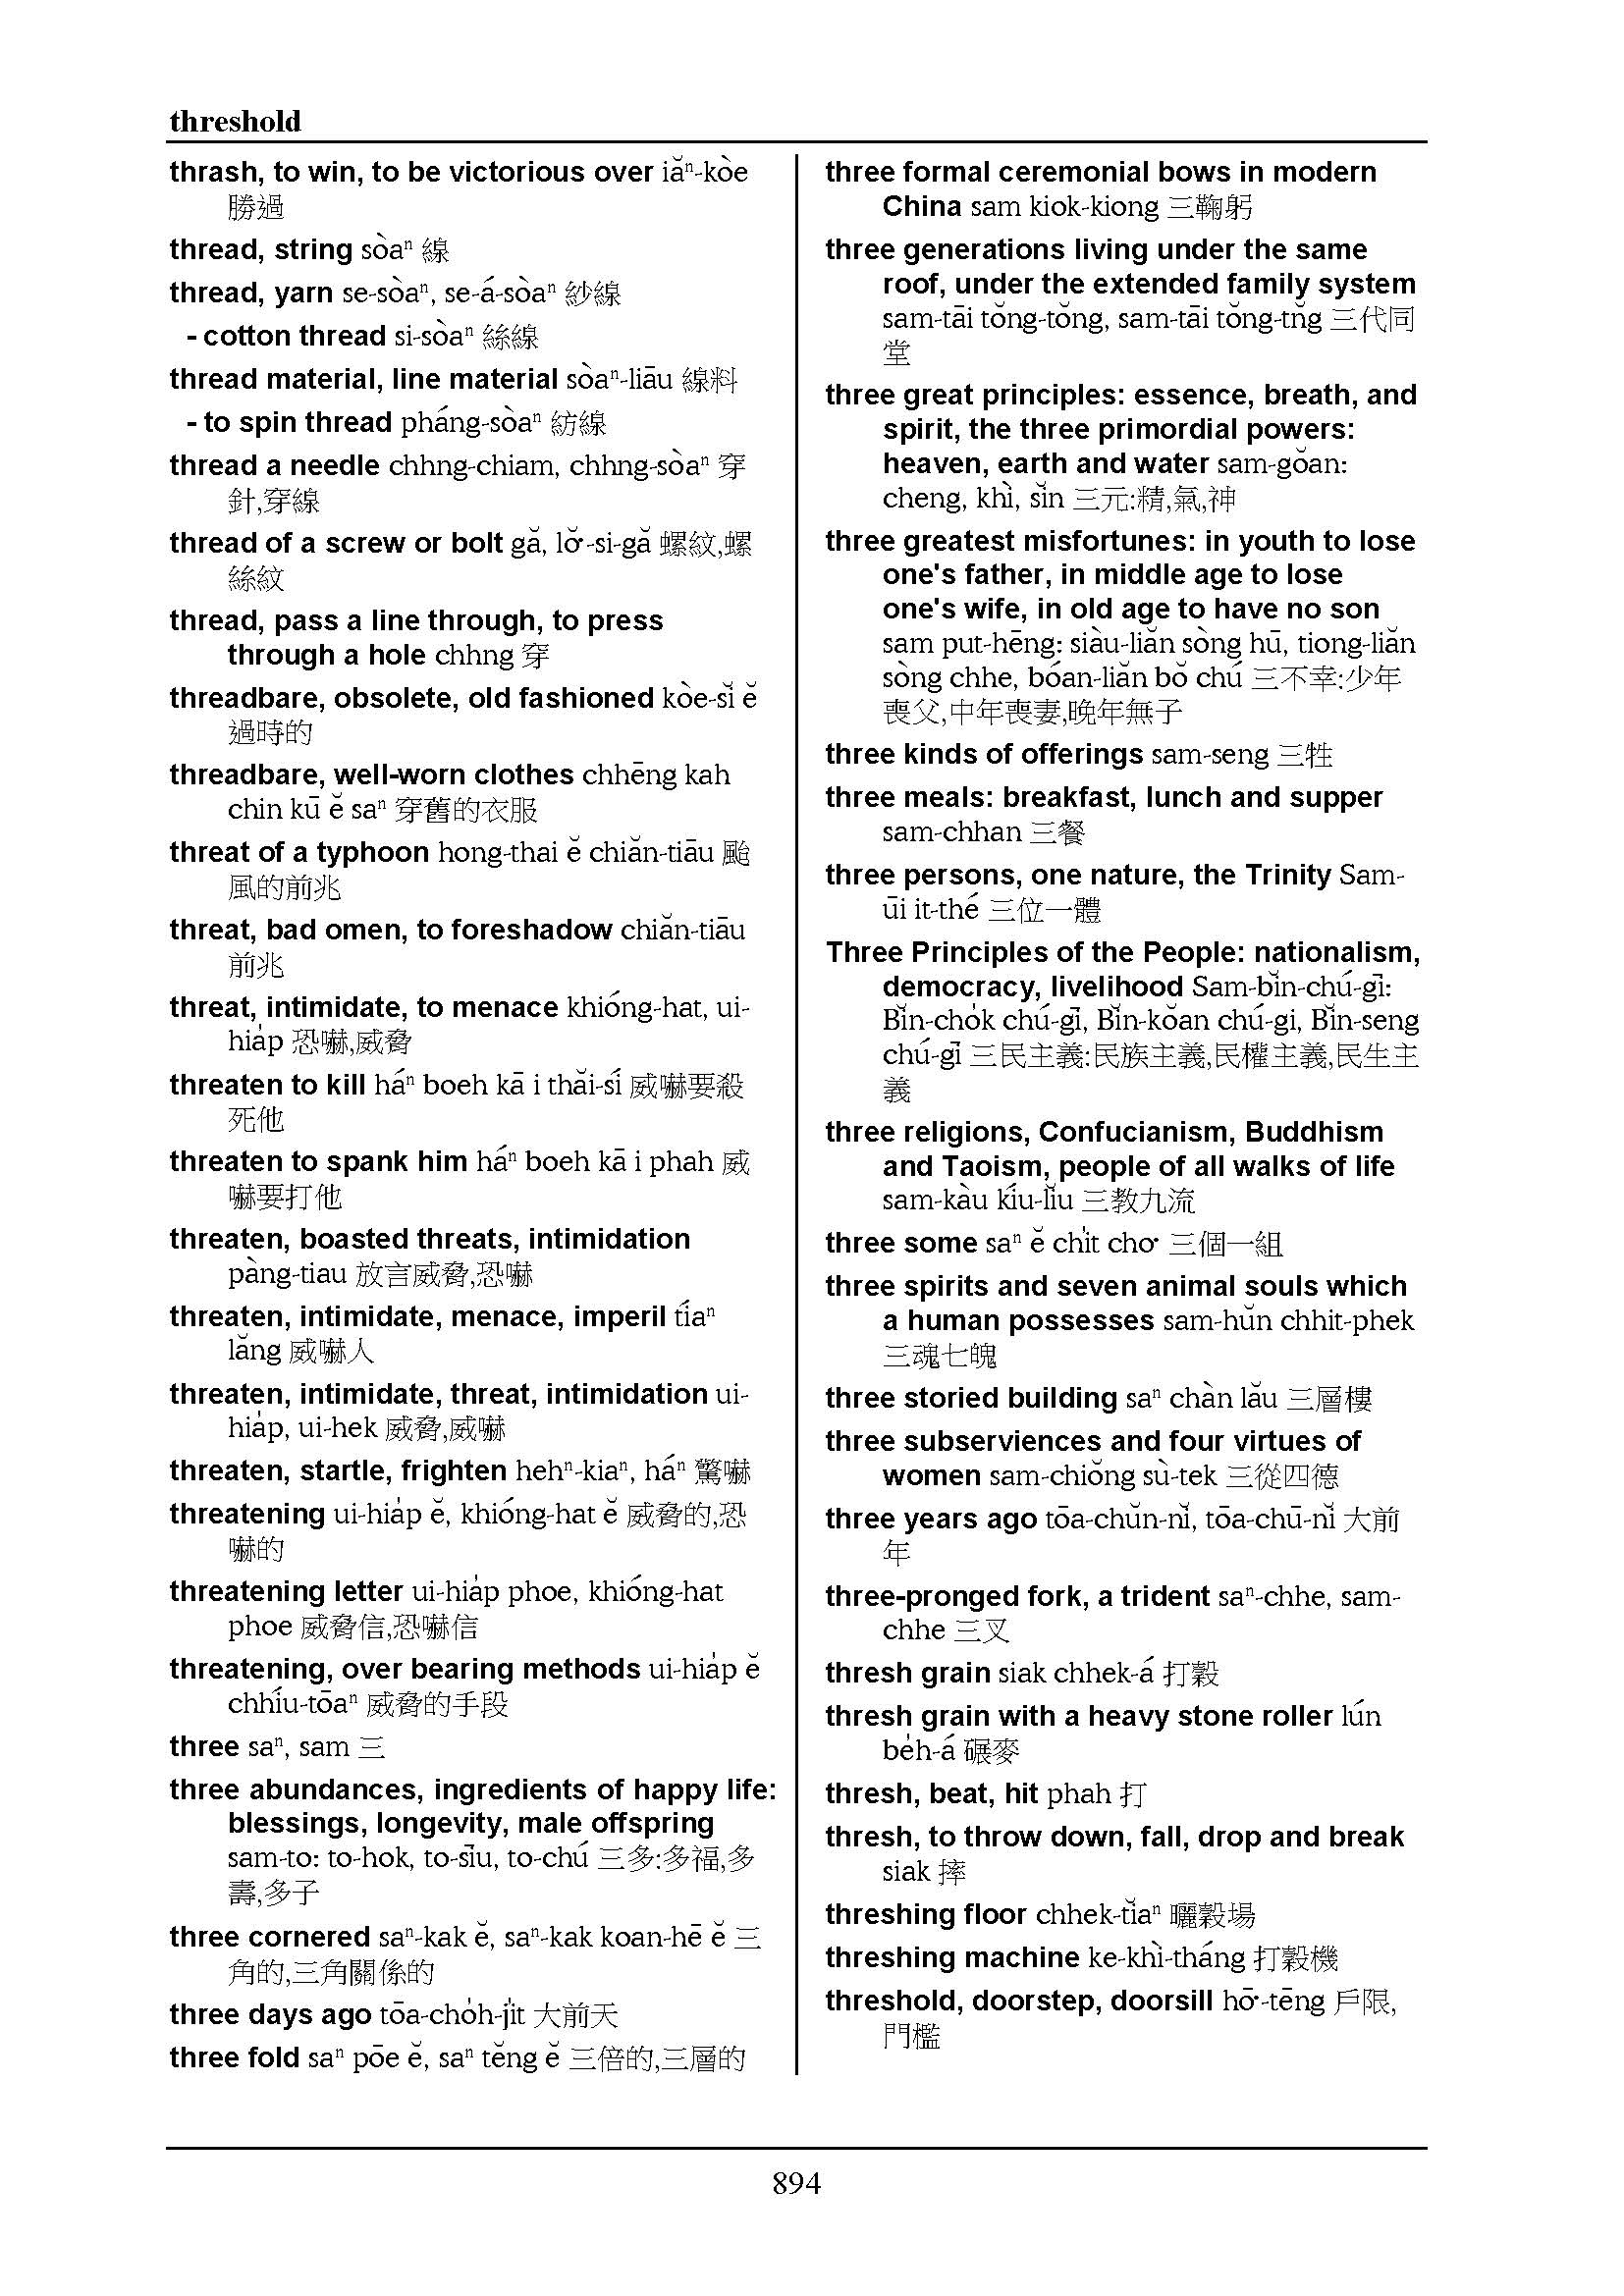 threshold
thrash, to win, to be victorious over iăⁿ-kòe
勝過
thread, string sòaⁿ 線
thread, yarn se-sòaⁿ, se-á-sòaⁿ 紗線
- cotton thread si-sòaⁿ 絲線
thread material, line material sòaⁿ-liāu 線料
- to spin thread pháng-sòaⁿ 紡線
thread a needle chhng-chiam, chhng-sòaⁿ 穿
針,穿線
thread of a screw or bolt gă, lŏ͘-si-gă 螺紋,螺
絲紋
thread, pass a line through, to press
through a hole chhng 穿
threadbare, obsolete, old fashioned kòe-sĭ ĕ
過時的
threadbare, well-worn clothes chhēng kah
chin kū ĕ saⁿ 穿舊的衣服
threat of a typhoon hong-thai ĕ chiăn-tiāu 颱
風的前兆
threat, bad omen, to foreshadow chiăn-tiāu
前兆
threat, intimidate, to menace khióng-hat, ui-
hia̍p 恐嚇,威脅
threaten to kill háⁿ boeh kā i thăi-sí 威嚇要殺
死他
threaten to spank him háⁿ boeh kā i phah 威
嚇要打他
threaten, boasted threats, intimidation
pàng-tiau 放言威脅,恐嚇
threaten, intimidate, menace, imperil tíaⁿ
lăng 威嚇人
threaten, intimidate, threat, intimidation ui-
hia̍p, ui-hek 威脅,威嚇
threaten, startle, frighten hehⁿ-kiaⁿ, háⁿ 驚嚇
threatening ui-hia̍p ĕ, khióng-hat ĕ 威脅的,恐
嚇的
threatening letter ui-hia̍p phoe, khióng-hat
phoe 威脅信,恐嚇信
threatening, over bearing methods ui-hia̍p ĕ
chhíu-tōaⁿ 威脅的手段
three saⁿ, sam 三
three abundances, ingredients of happy life:
blessings, longevity, male offspring
sam-to: to-hok, to-sīu, to-chú 三多:多福,多
壽,多子
three cornered saⁿ-kak ĕ, saⁿ-kak koan-hē ĕ 三
角的,三角關係的
three days ago tōa-cho̍h-ji̍t 大前天
three fold saⁿ pōe ĕ, saⁿ tĕng ĕ 三倍的,三層的
three formal ceremonial bows in modern
China sam kiok-kiong 三鞠躬
three generations living under the same
roof, under the extended family system
sam-tāi tŏng-tŏng, sam-tāi tŏng-tn̆g 三代同
堂
three great principles: essence, breath, and
spirit, the three primordial powers:
heaven, earth and water sam-gŏan:
cheng, khì, sĭn 三元:精,氣,神
three greatest misfortunes: in youth to lose
one's father, in middle age to lose
one's wife, in old age to have no son
sam put-hēng: siàu-liăn sòng hū, tiong-liăn
sòng chhe, bóan-liăn bŏ chú 三不幸:少年
喪父,中年喪妻,晚年無子
three kinds of offerings sam-seng 三牲
three meals: breakfast, lunch and supper
sam-chhan 三餐
three persons, one nature, the Trinity Sam-
ūi it-thé 三位一體
Three Principles of the People: nationalism,
democracy, livelihood Sam-bĭn-chú-gī:
Bĭn-cho̍k chú-gī, Bĭn-kŏan chú-gi, Bĭn-seng
chú-gī 三民主義:民族主義,民權主義,民生主
義
three religions, Confucianism, Buddhism
and Taoism, people of all walks of life
sam-kàu kíu-lĭu 三教九流
three some saⁿ ĕ chi̍t cho͘ 三個一組
three spirits and seven animal souls which
a human possesses sam-hŭn chhit-phek
三魂七魄
three storied building saⁿ chàn lău 三層樓
three subserviences and four virtues of
women sam-chiŏng sù-tek 三從四德
three years ago tōa-chŭn-nĭ, tōa-chū-nĭ 大前
年
three-pronged fork, a trident saⁿ-chhe, sam-
chhe 三叉
thresh grain siak chhek-á 打穀
thresh grain with a heavy stone roller lún
be̍h-á 碾麥
thresh, beat, hit phah 打
thresh, to throw down, fall, drop and break
siak 摔
threshing floor chhek-tĭaⁿ 曬穀場
threshing machine ke-khì-tháng 打穀機
threshold, doorstep, doorsill hō͘-tēng 戶限,
門檻
894